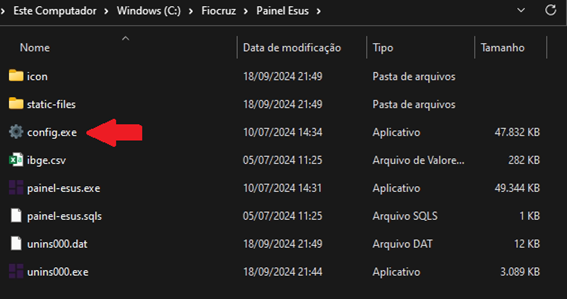 Este Computador > Windows (C:) > Fiocruz > Painel Esus >
Nome Data de modificação Tipo Tamanho
icon 18/09/2024 21:49 Pasta de arquivos
static-files 18/09/2024 21:49 Pasta de arquivos
config.exe 10/07/2024 14:34 Aplicativo 47.832 KB
ibge.csv 05/07/2024 11:25 Arquivo de Valore... 282 KB
painel-esus.exe 10/07/2024 14:31 Aplicativo 49.344 KB
painel-esus.sqls 05/07/2024 11:25 Arquivo SQLS 1 KB
unins000.dat 18/09/2024 21:49 Arquivo DAT 12 KB
unins000.exe 18/09/2024 21:44 Aplicativo 3.089 KB